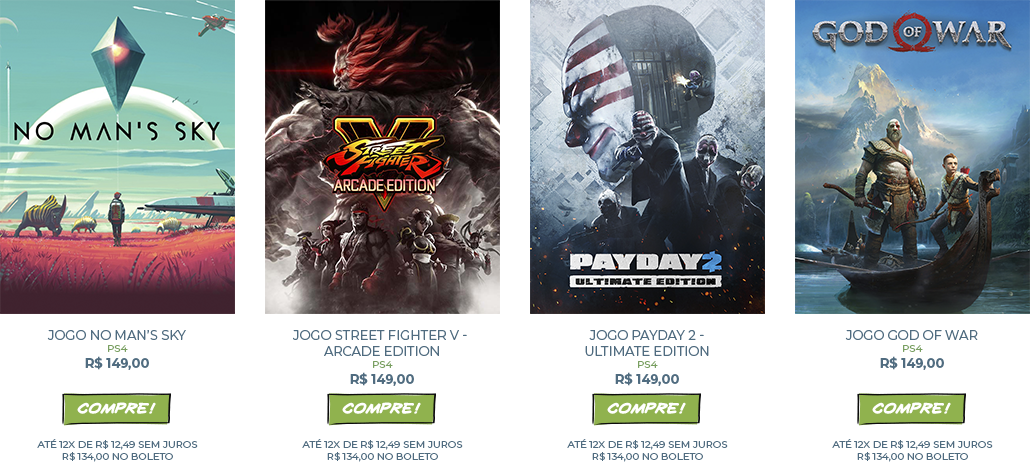 NO MAN'S SKY
JOGO NO MAN'S SKY
PS4
R$ 149,00
COMPRE!
ATÉ 12X DE R$ 12,49 SEM JUROS
R$ 134,00 NO BOLETO
V
STREET
FIGHTER
ARCADE EDITION
JOGO STREET FIGHTER V -
ARCADE EDITION
PS4
R$ 149,00
COMPRE!
ATÉ 12X DE R$ 12,49 SEM JUROS
R$ 134,00 NO BOLETO
PAYDAY 2
ULTIMATE EDITION
JOGO PAYDAY 2 -
ULTIMATE EDITION
PS4
R$ 149,00
COMPRE!
ATÉ 12X DE R$ 12,49 SEM JUROS
R$ 134,00 NO BOLETO
GOD OF WAR
JOGO GOD OF WAR
PS4
R$ 149,00
COMPRE!
ATÉ 12X DE R$ 12,49 SEM JUROS
R$ 134,00 NO BOLETO